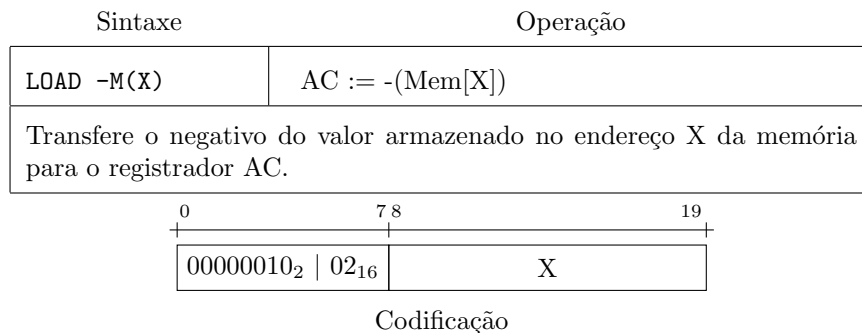 Sintaxe Operação
LOAD -M(X) AC := -(Mem[X])
Transfere o negativo do valor armazenado no endereço X da memória
para o registrador AC.
0 7 8 19
00000010₂ | 02₁₆ X
Codificação